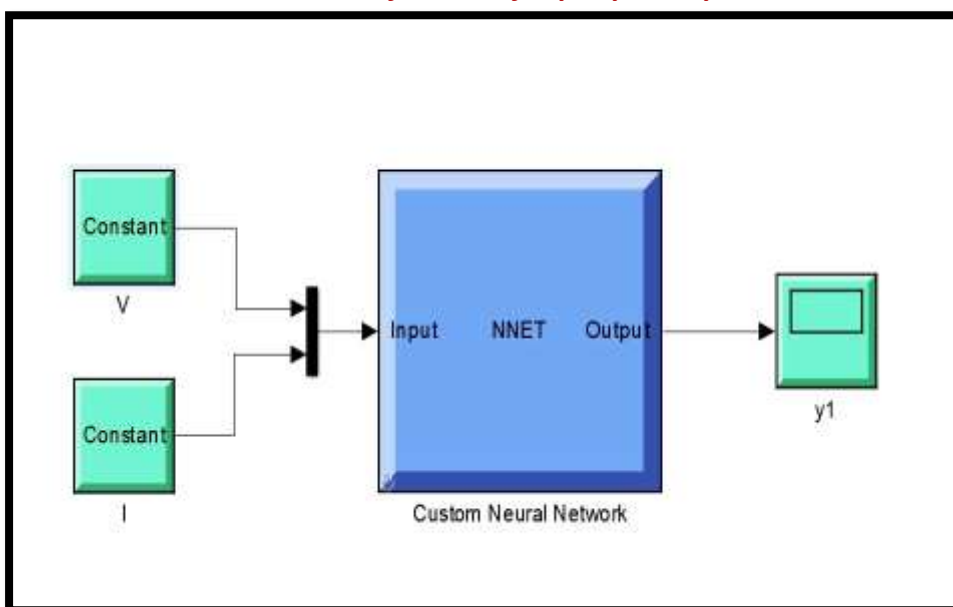 Constant
V
Constant
I
Input NNET Output
Custom Neural Network
y1